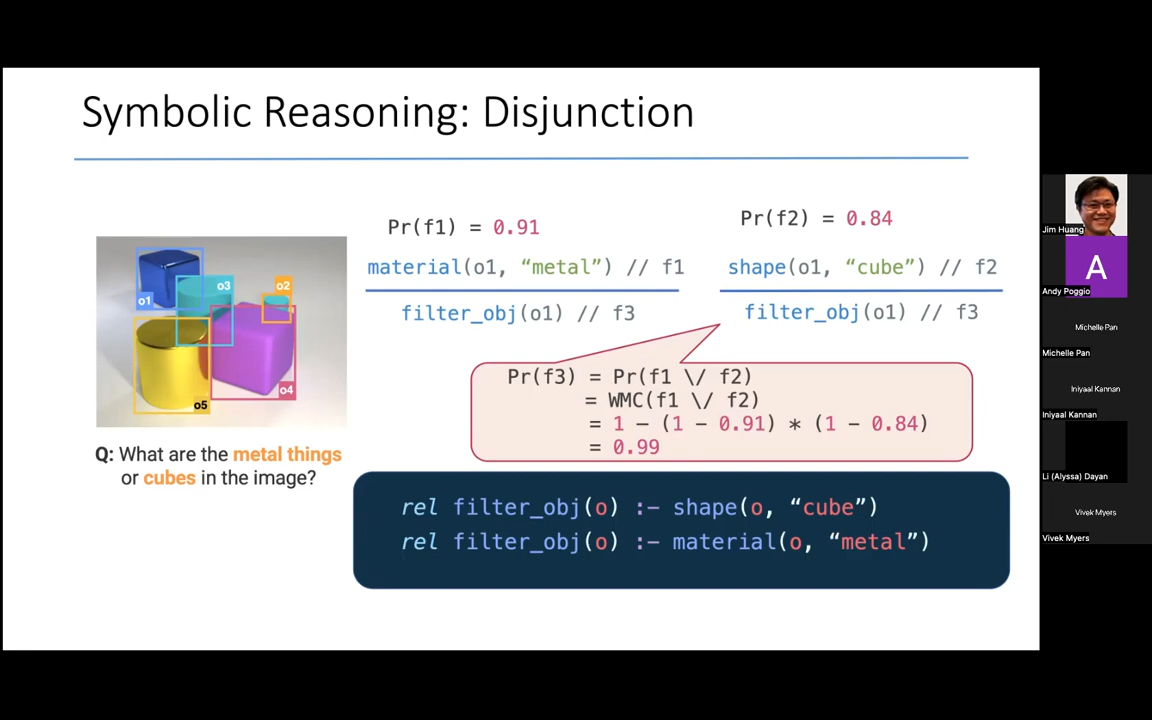 Symbolic Reasoning: Disjunction
Pr(f1) = 0.91
material(o1, “metal”) // f1
filter_obj(o1) // f3
Pr(f2) = 0.84
shape(o1, “cube”) // f2
filter_obj(o1) // f3
o1
o3
o2
o4
o5
Pr(f3) = Pr(f1 \/ f2)
= WMC(f1 \/ f2)
= 1 – (1 – 0.91) * (1 – 0.84)
= 0.99
Q: What are the metal things
or cubes in the image?
rel filter_obj(o) :– shape(o, “cube”)
rel filter_obj(o) :– material(o, “metal”)
Jim Huang
A
Andy Poggio
Michelle Pan
Michelle Pan
Iniyaal Kannan
Iniyaal Kannan
Li (Alyssa) Dayan
Vivek Myers
Vivek Myers